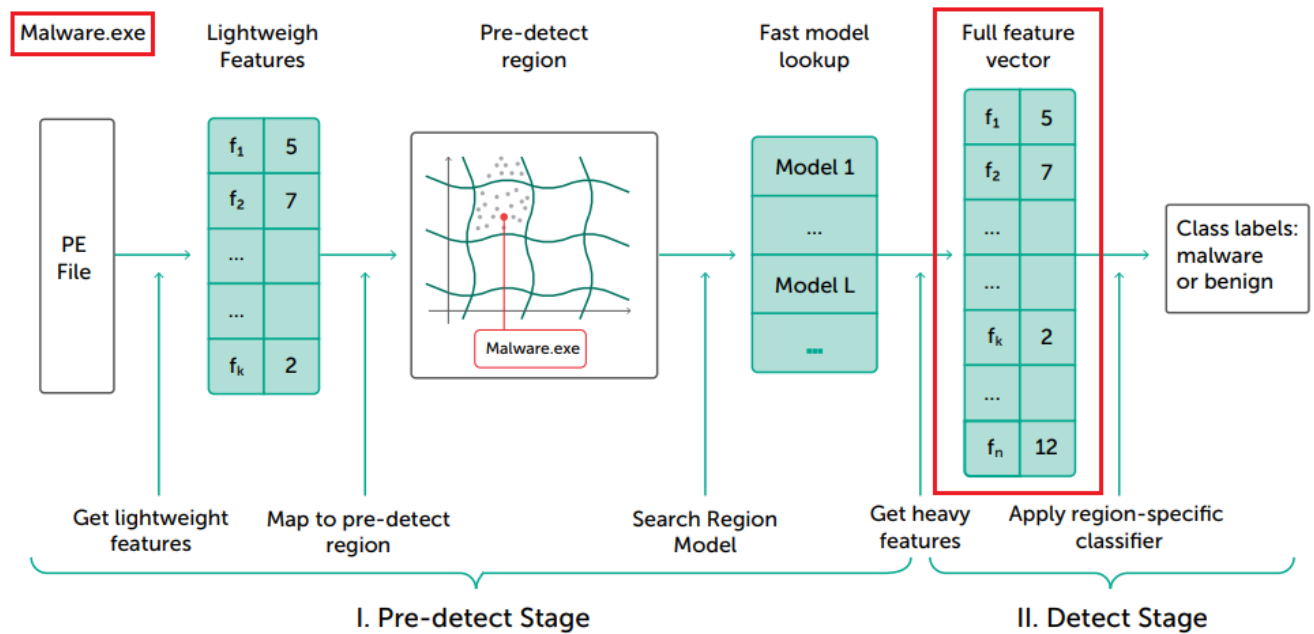 Malware.exe
Lightweigh
Features
Pre-detect
region
Fast model
lookup
Full feature
vector
PE
File
f1 5
f2 7
...
...
fk 2
Malware.exe
Model 1
...
Model L
...
f1 5
f2 7
...
...
fk 2
...
fn 12
Class labels:
malware
or benign
Get lightweight
features
Map to pre-detect
region
Search Region
Model
Get heavy
features
Apply region-specific
classifier
I. Pre-detect Stage
II. Detect Stage